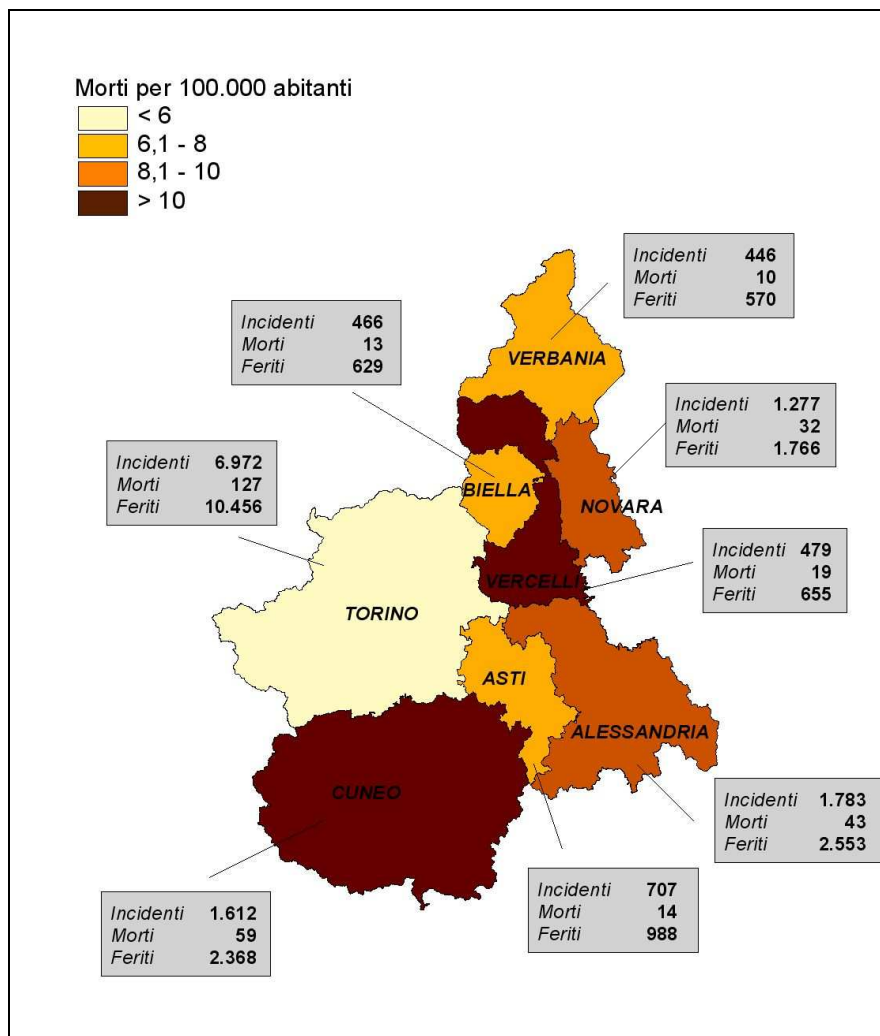 Morti per 100.000 abitanti
< 6
6,1 - 8
8,1 - 10
> 10
Incidenti 446
Morti 10
Feriti 570
Incidenti 466
Morti 13
Feriti 629
VERBANIA
Incidenti 1.277
Morti 32
Feriti 1.766
Incidenti 6.972
Morti 127
Feriti 10.456
BIELLA
NOVARA
Incidenti 479
Morti 19
Feriti 655
VERCELLI
TORINO
ASTI
ALESSANDRIA
CUNEO
Incidenti 1.783
Morti 43
Feriti 2.553
Incidenti 707
Morti 14
Feriti 988
Incidenti 1.612
Morti 59
Feriti 2.368